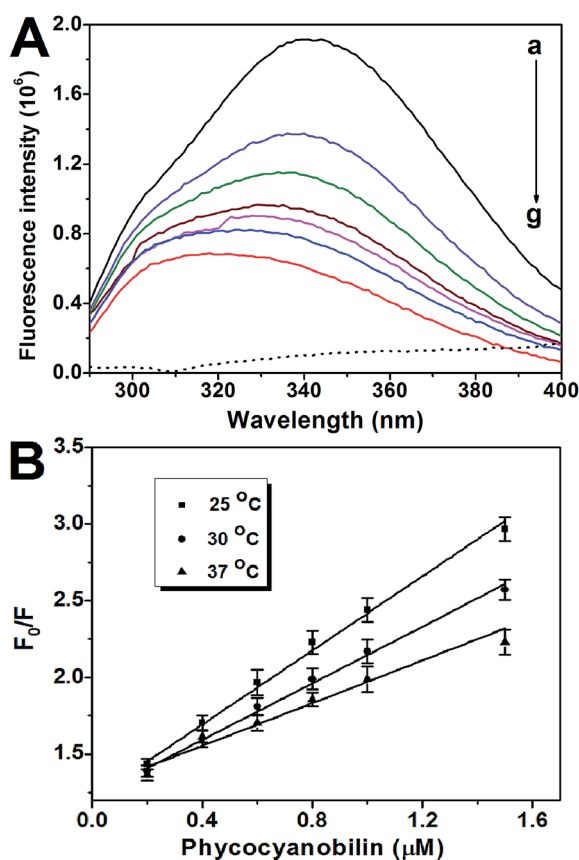 A
Fluorescence intensity (10⁶)
2.0
1.6
1.2
0.8
0.4
0.0
a
g
300 320 340 360 380 400
Wavelength (nm)
B
F₀/F
3.5
3.0
2.5
2.0
1.5
25 °C
30 °C
37 °C
0.0 0.4 0.8 1.2 1.6
Phycocyanobilin (μM)